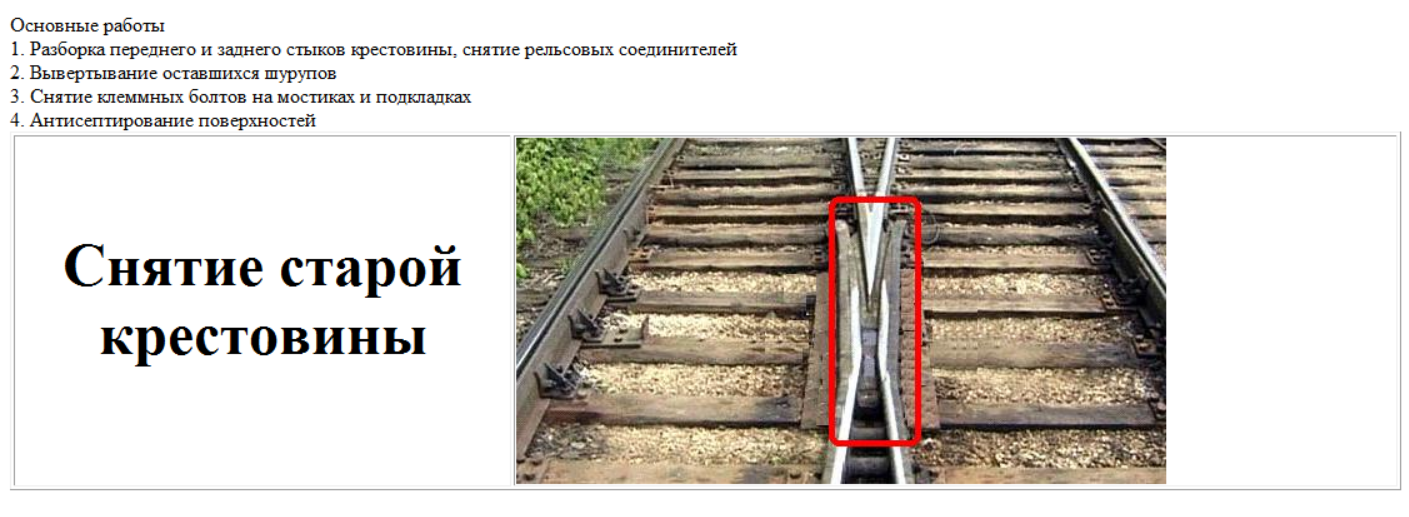 Основные работы
1. Разборка переднего и заднего стыков крестовины, снятие рельсовых соединителей
2. Вывертывание оставшихся шурупов
3. Снятие клеммных болтов на мостиках и подкладках
4. Антисептирование поверхностей
Снятие старой
крестовины